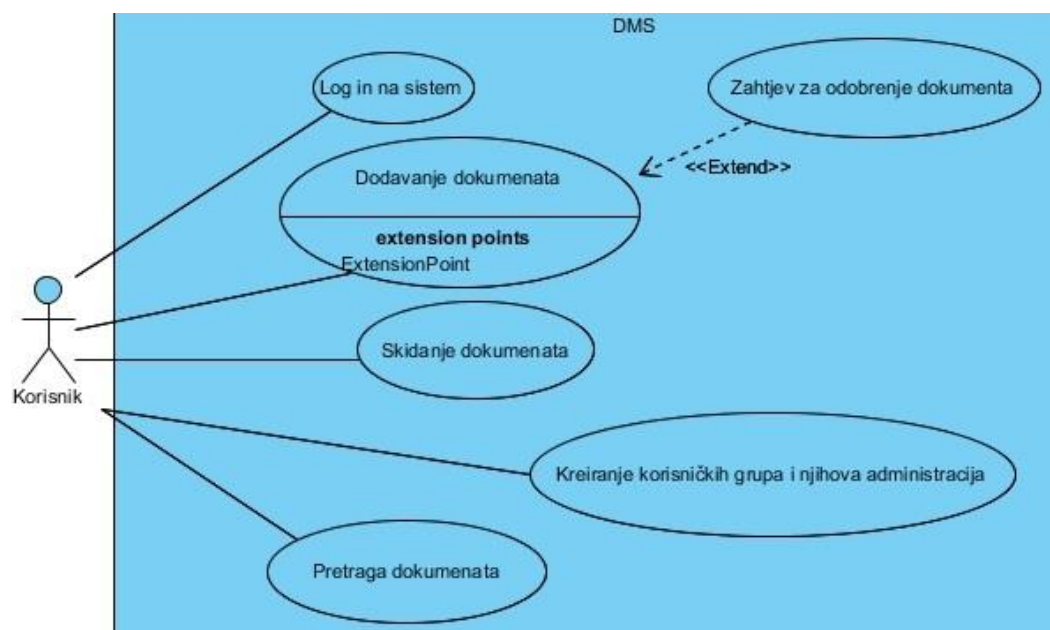 DMS
Log in na sistem
Zahtjev za odobrenje dokumenta
<<Extend>>
Dodavanje dokumenata
extension points
ExtensionPoint
Skidanje dokumenata
Korisnik
Kreiranje korisničkih grupa i njihova administracija
Pretraga dokumenata